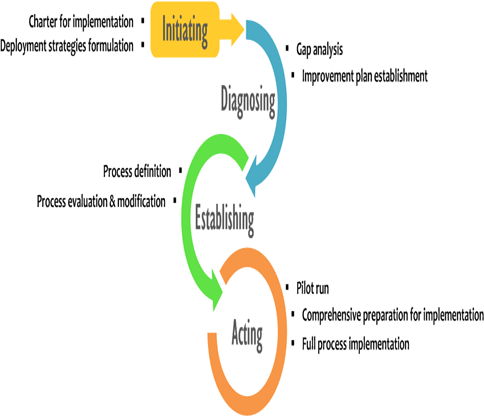 Charter for implementation
Deployment strategies formulation
Initiating
Gap analysis
Improvement plan establishment
Diagnosing
Process definition
Process evaluation & modification
Establishing
Pilot run
Comprehensive preparation for implementation
Full process implementation
Acting